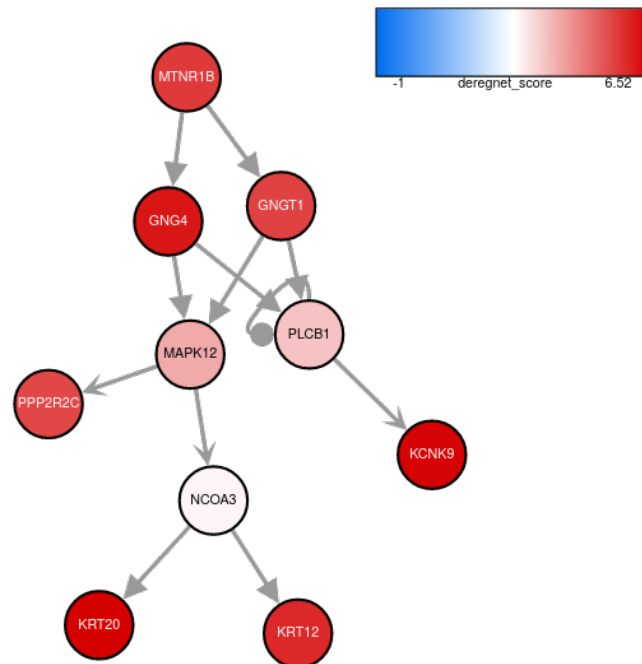 MTNR1B
-1 deregnet_score 6.52
GNG4
GNGT1
PLCB1
MAPK12
PPP2R2C
KCNK9
NCOA3
KRT20
KRT12